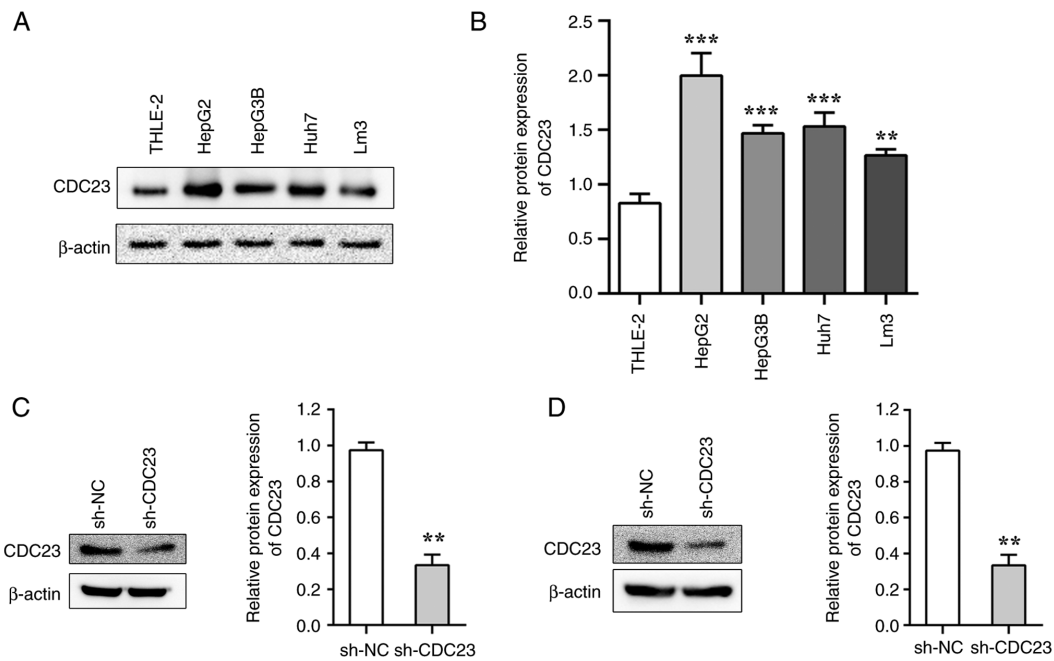 A
THLE-2
HepG2
HepG3B
Huh7
Lm3
CDC23
β-actin
B
Relative protein expression
of CDC23
2.5
2.0
1.5
1.0
0.5
0.0
***
***
***
**
THLE-2
HepG2
HepG3B
Huh7
Lm3
C
sh-NC
sh-CDC23
CDC23
β-actin
Relative protein expression
of CDC23
1.2
1.0
0.8
0.6
0.4
0.2
0.0
**
sh-NC sh-CDC23
D
sh-NC
sh-CDC23
CDC23
β-actin
Relative protein expression
of CDC23
1.2
1.0
0.8
0.6
0.4
0.2
0.0
**
sh-NC sh-CDC23